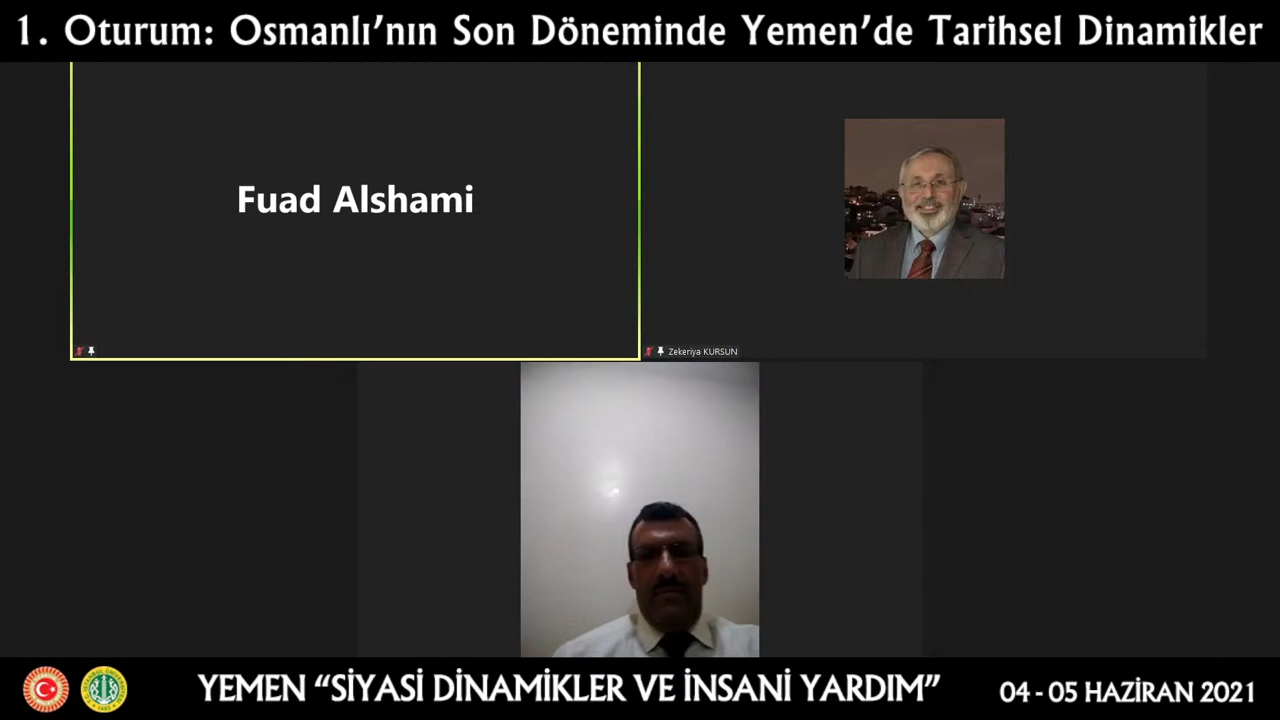 1. Oturum: Osmanlı’nın Son Döneminde Yemen’de Tarihsel Dinamikler
Fuad Alshami
Zekeriya KURSUN
YEMEN “SİYASİ DİNAMİKLER VE İNSANİ YARDIM”
04 - 05 HAZİRAN 2021